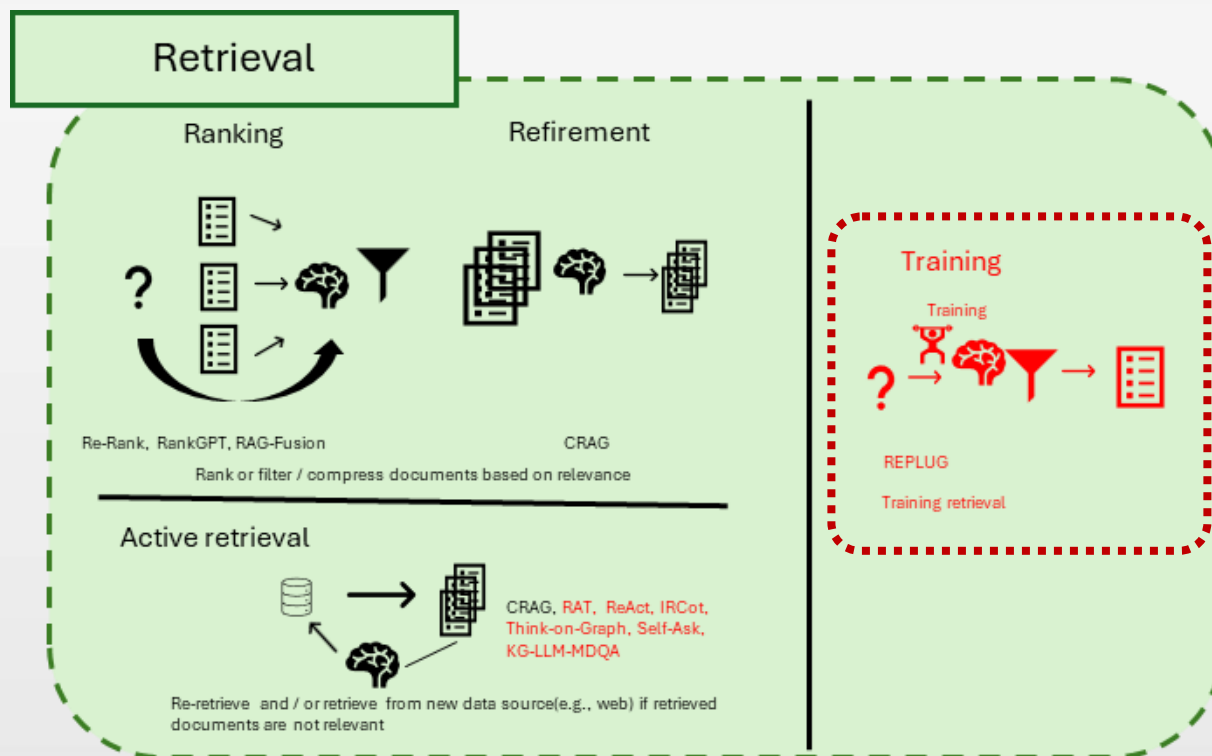 Retrieval
Ranking
Refirement
?
Re-Rank, RankGPT, RAG-Fusion
CRAG
Rank or filter / compress documents based on relevance
Active retrieval
CRAG, RAT, ReAct, IRCot,
Think-on-Graph, Self-Ask,
KG-LLM-MDQA
Re-retrieve and / or retrieve from new data source(e.g., web) if retrieved
documents are not relevant
Training
Training
?
REPLUG
Training retrieval